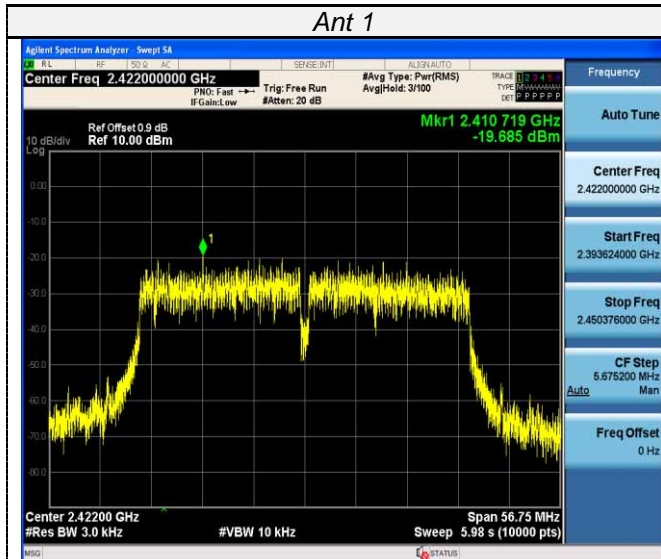 Ant 1
Agilent Spectrum Analyzer - Swept SA
RL RF 50 Ω AC SENSE:INT ALIGNAUTO
Center Freq 2.422000000 GHz
PNO: Fast
IFGain:Low
Trig: Free Run
#Atten: 20 dB
#Avg Type: Pwr(RMS)
Avg|Hold: 3/100
TRACE 1 2 3 4 5 6
TYPE
DET P P P P P P
Ref Offset 0.9 dB
10 dB/div Ref 10.00 dBm
Log
Mkr1 2.410 719 GHz
-19.685 dBm
1
0.00
-10.0
-20.0
-30.0
-40.0
-50.0
-60.0
-70.0
-80.0
Center 2.42200 GHz Span 56.75 MHz
#Res BW 3.0 kHz #VBW 10 kHz Sweep 5.98 s (10000 pts)
MSG STATUS
Frequency
Auto Tune
Center Freq
2.422000000 GHz
Start Freq
2.393624000 GHz
Stop Freq
2.450376000 GHz
CF Step
5.675200 MHz
Auto Man
Freq Offset
0 Hz